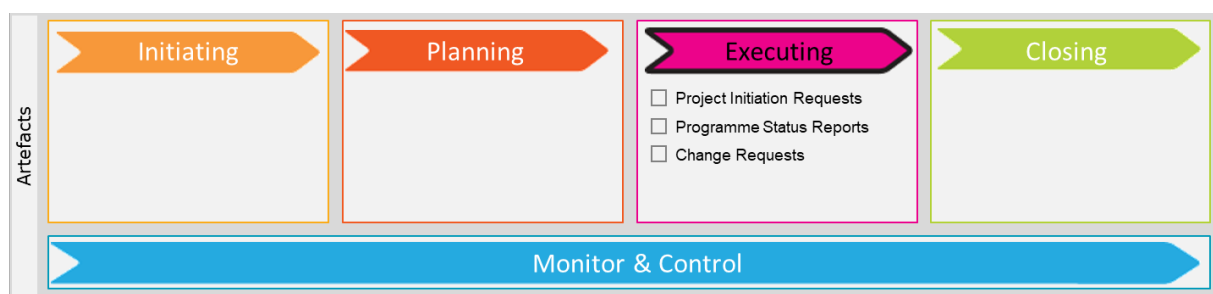 Artefacts
Initiating
Planning
Executing
Closing
Project Initiation Requests
Programme Status Reports
Change Requests
Monitor & Control